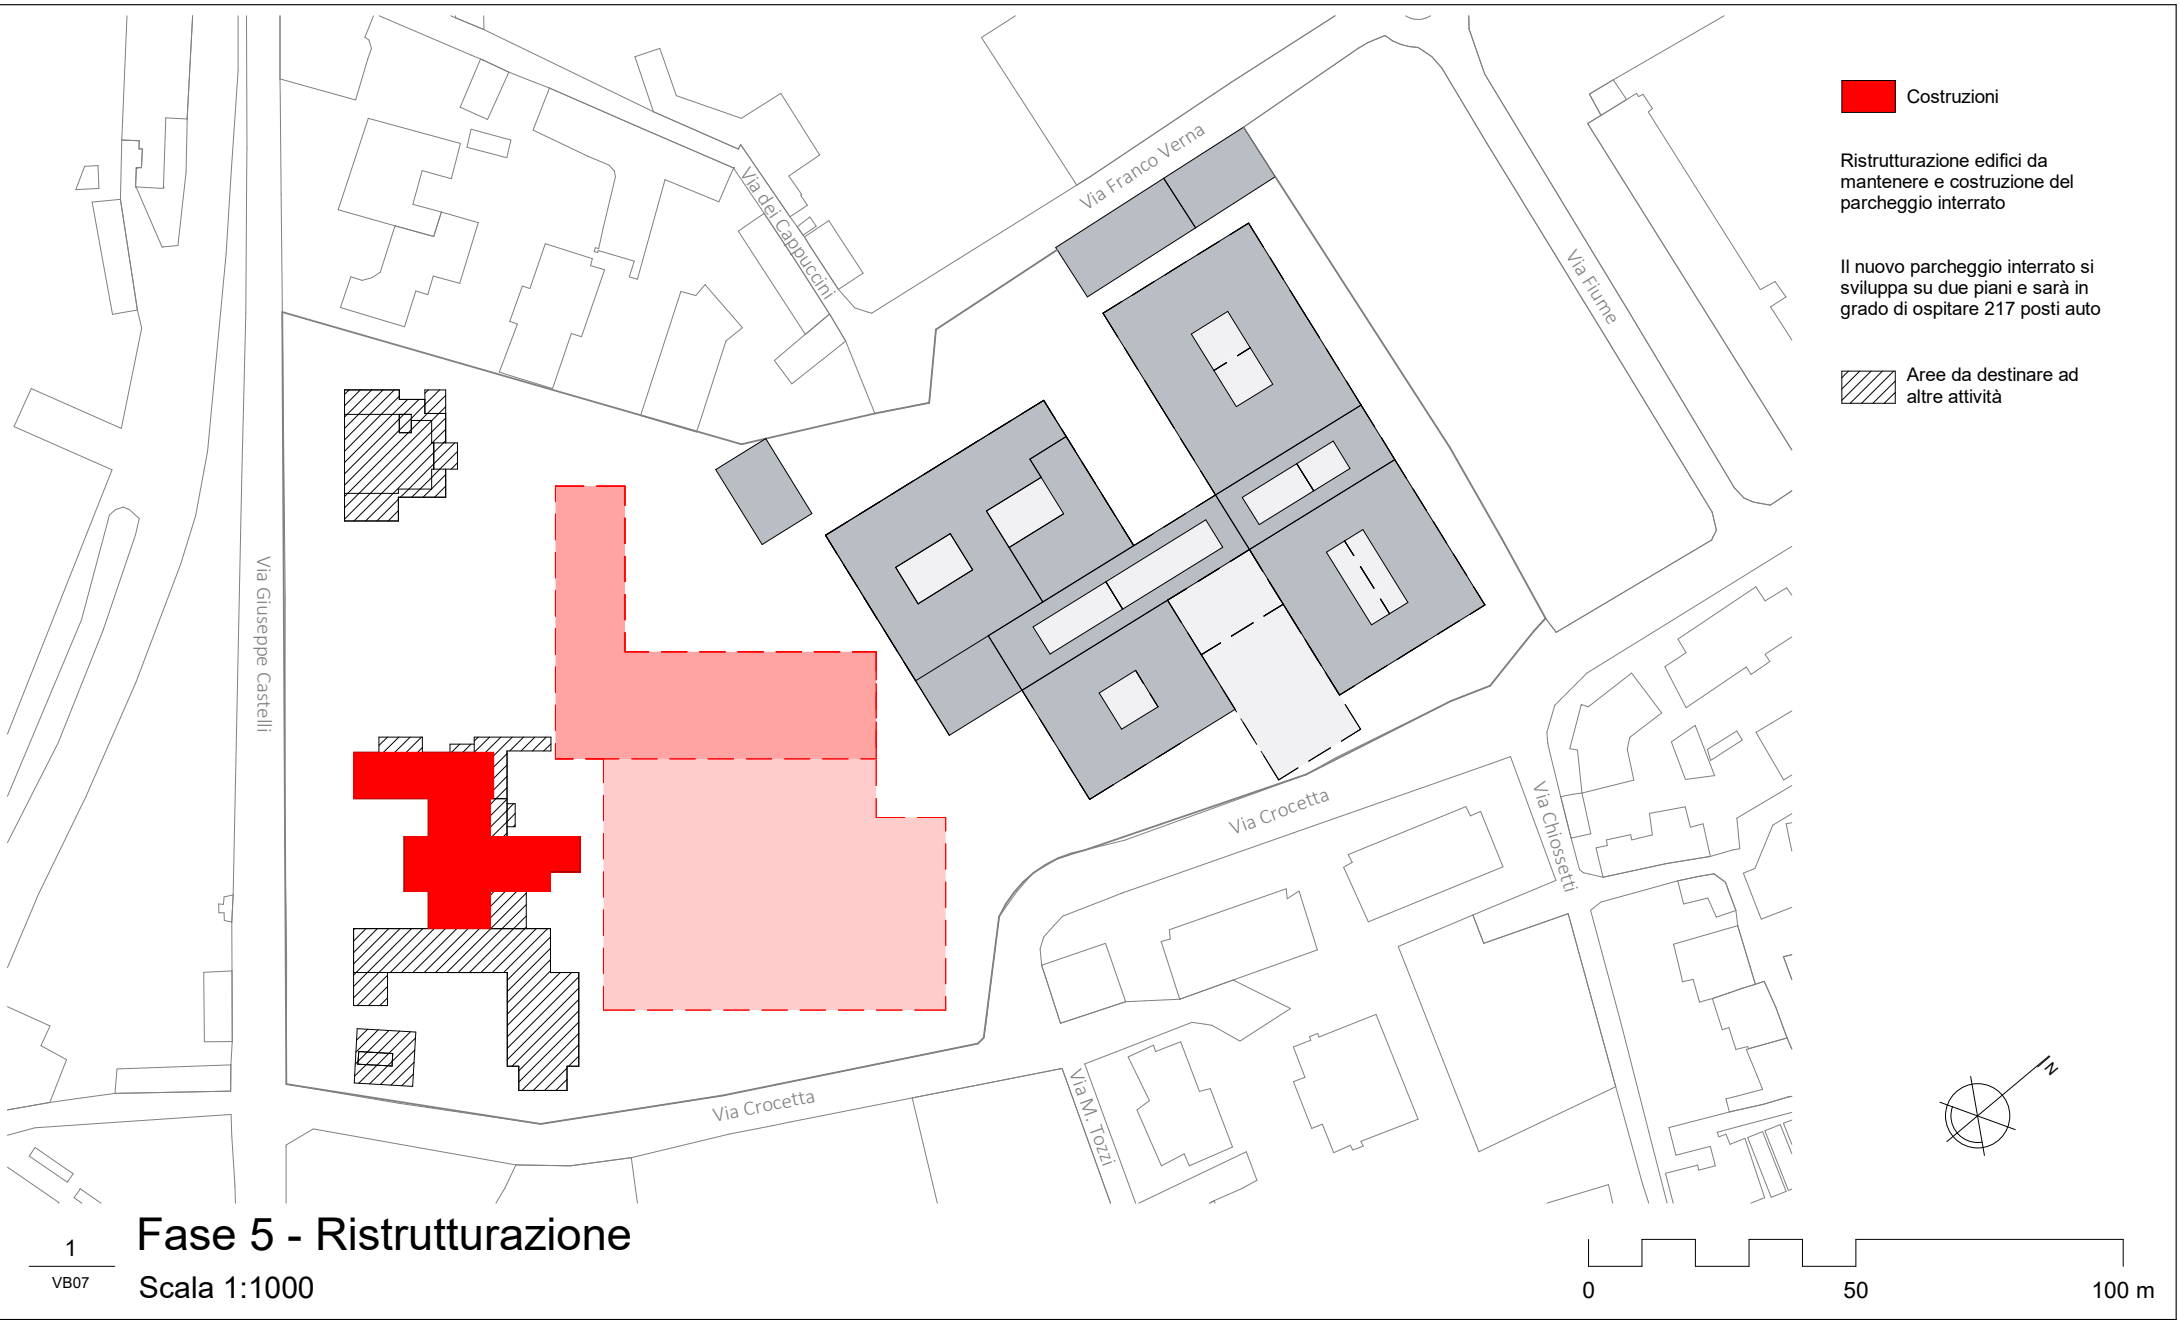 Via Franco Verna
Via dei Cappuccini
Via Fiume
Via Giuseppe Castelli
Via Crocetta
Via Chiossetti
Via Crocetta
Via M. Tozzi
Costruzioni
Ristrutturazione edifici da
mantenere e costruzione del
parcheggio interrato
Il nuovo parcheggio interrato si
sviluppa su due piani e sarà in
grado di ospitare 217 posti auto
Aree da destinare ad
altre attività
N
1
VB07
Fase 5 - Ristrutturazione
Scala 1:1000
0 50 100 m